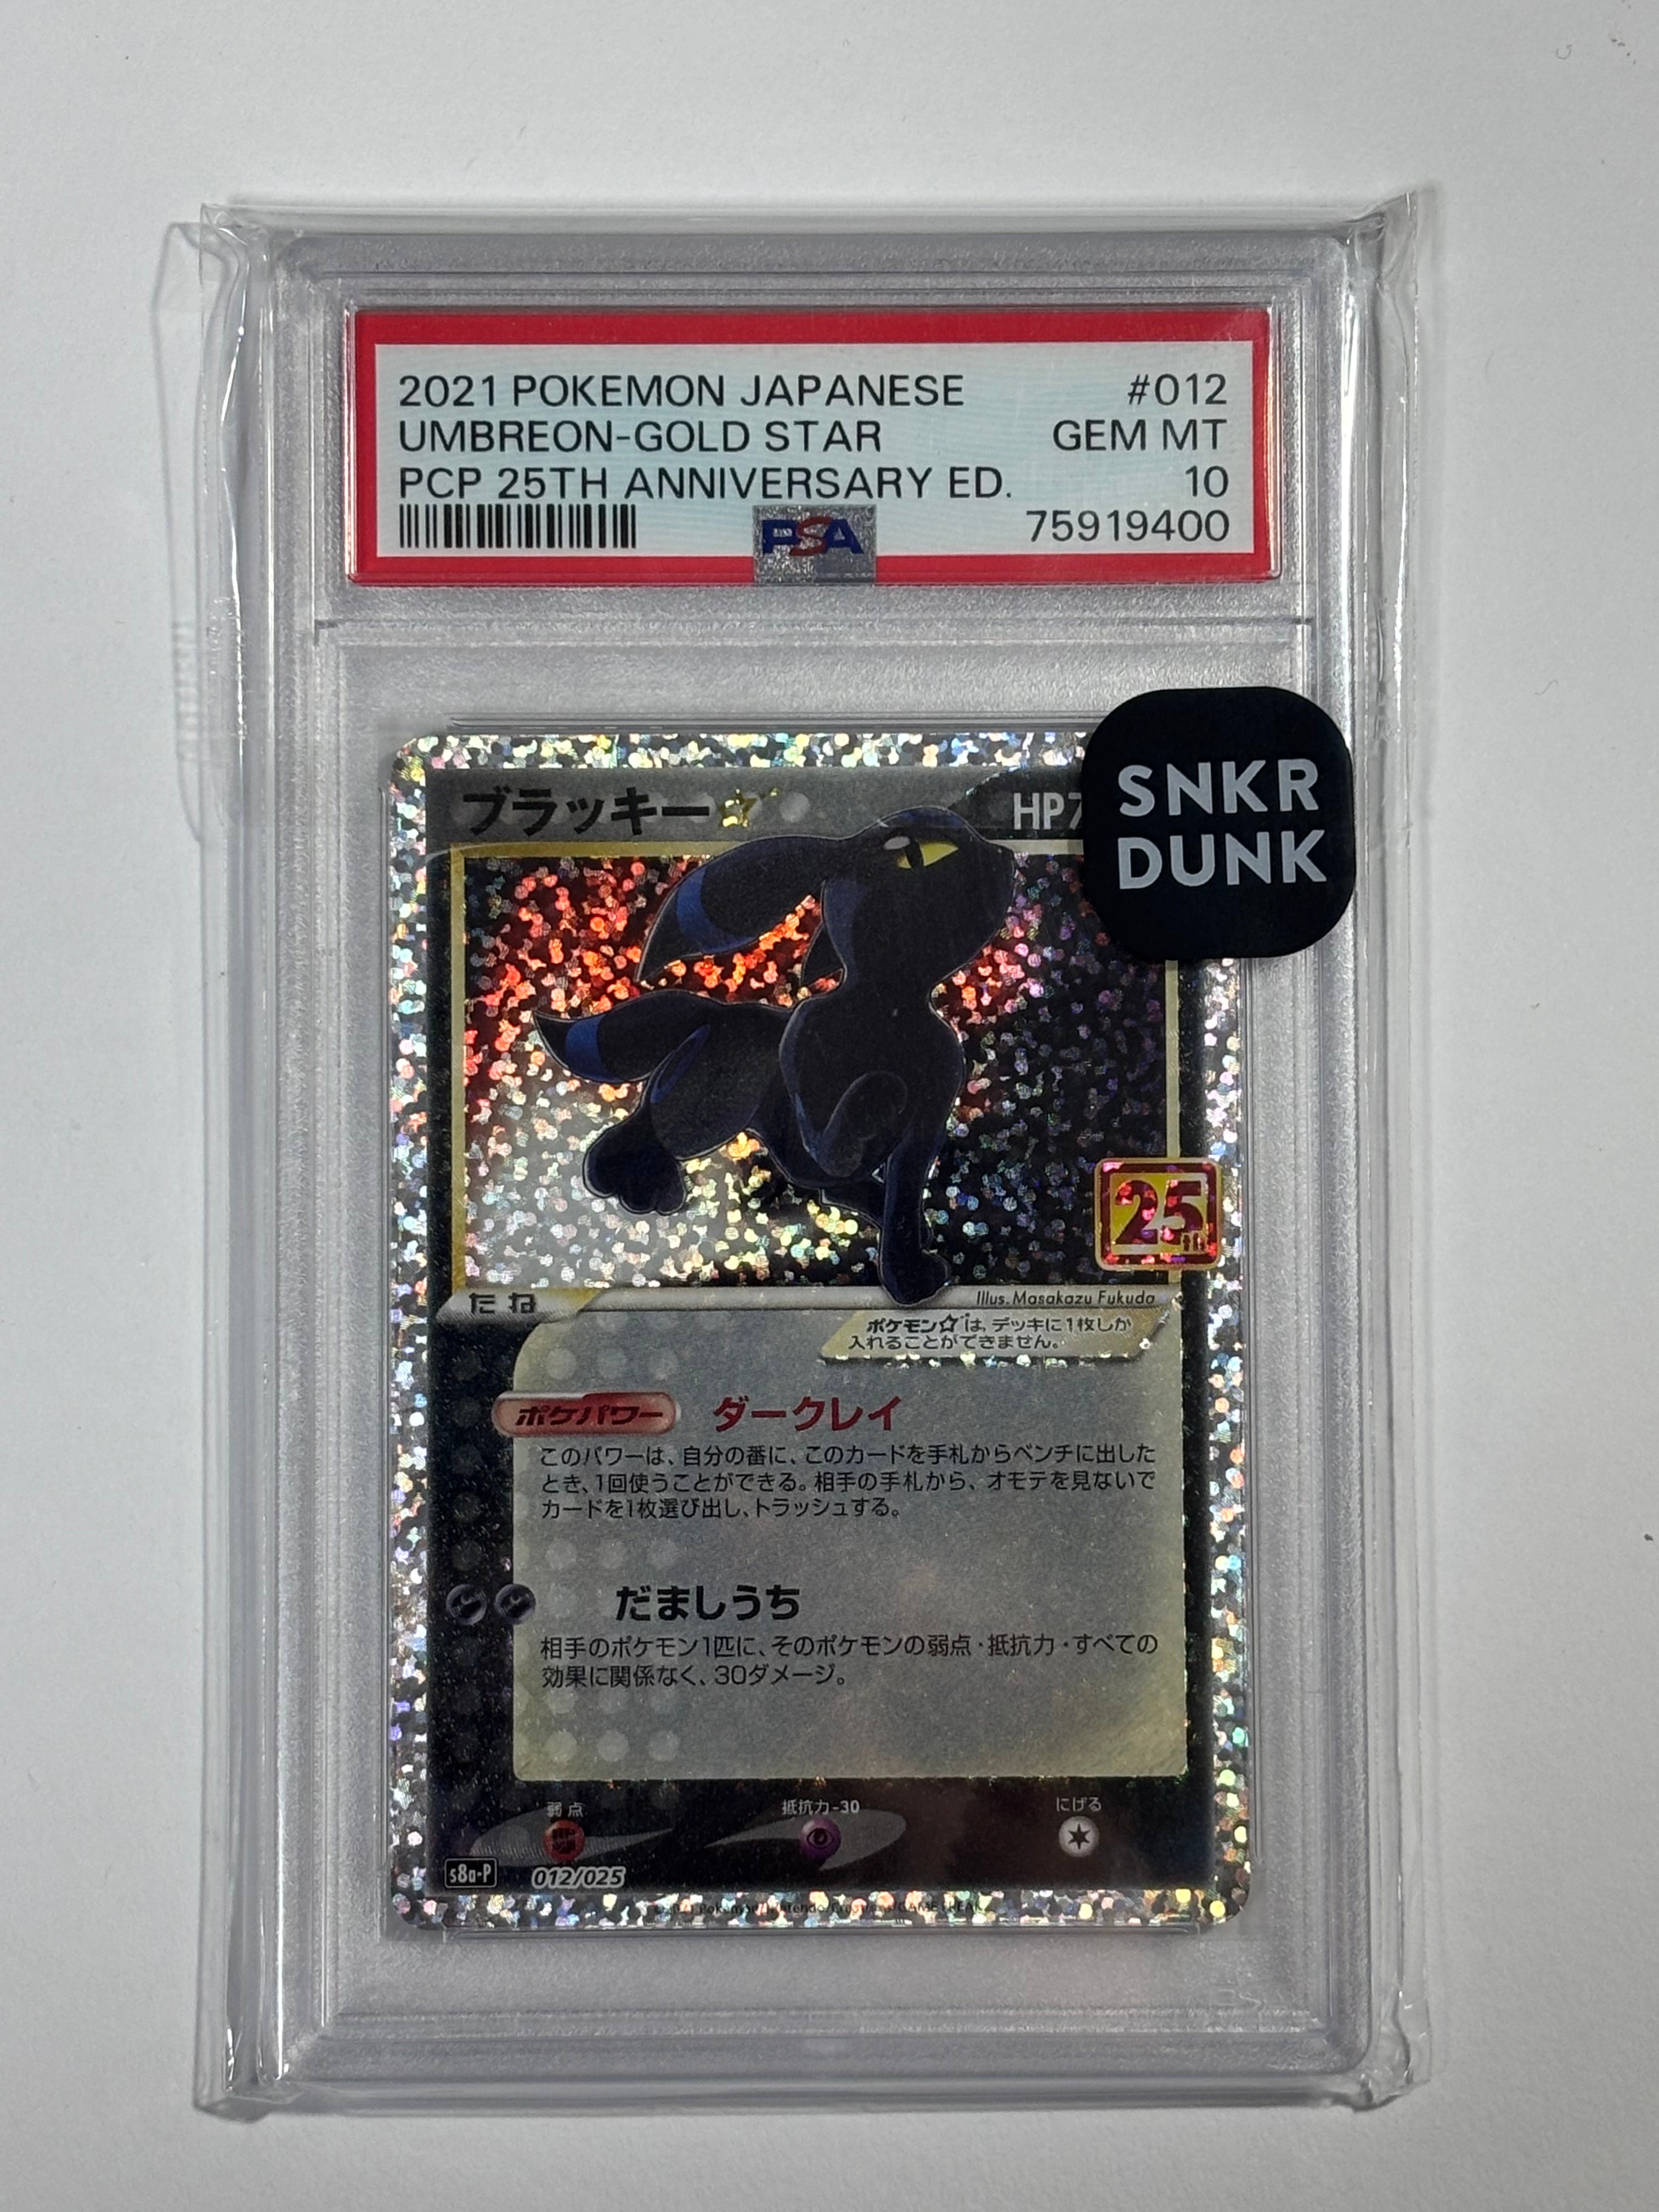 2021 POKEMON JAPANESE #012
UMBREON-GOLD STAR GEM MT
PCP 25TH ANNIVERSARY ED. 10
PSA 75919400
SNKR
DUNK
ブラッキー☆ HP7
25th
たね
Illus. Masakazu Fukuda
ポケモン☆は、デッキに1枚しか
入れることができません。
ポケパワー ダークレイ
このパワーは、自分の番に、このカードを手札からベンチに出した
とき、1回使うことができる。相手の手札から、オモテを見ないで
カードを1枚選び出し、トラッシュする。
だましうち
相手のポケモン1匹に、そのポケモンの弱点・抵抗力・すべての
効果に関係なく、30ダメージ。
弱点 抵抗力-30 にげる
s8a-P 012/025
Pokémon/Nintendo/Creatures/GAME FREAK